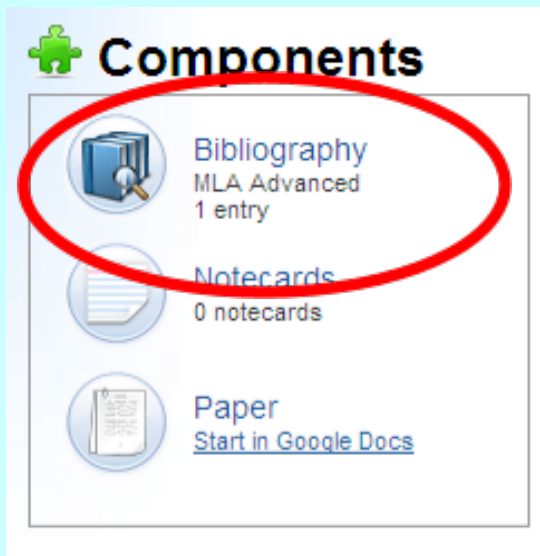 Components
Bibliography
MLA Advanced
1 entry
Notecards
0 notecards
Paper
Start in Google Docs